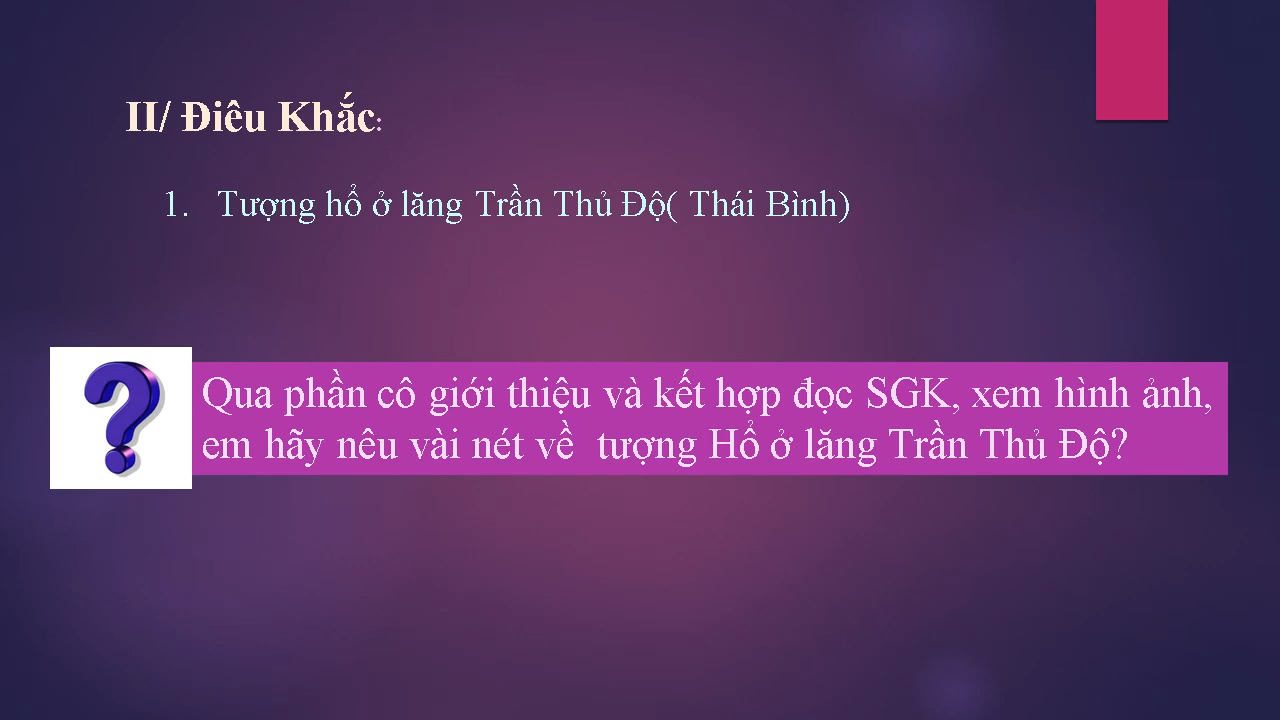 II/ Điêu Khắc:
1. Tượng hổ ở lăng Trần Thủ Độ( Thái Bình)
Qua phần cô giới thiệu và kết hợp đọc SGK, xem hình ảnh,
em hãy nêu vài nét về  tượng Hổ ở lăng Trần Thủ Độ?